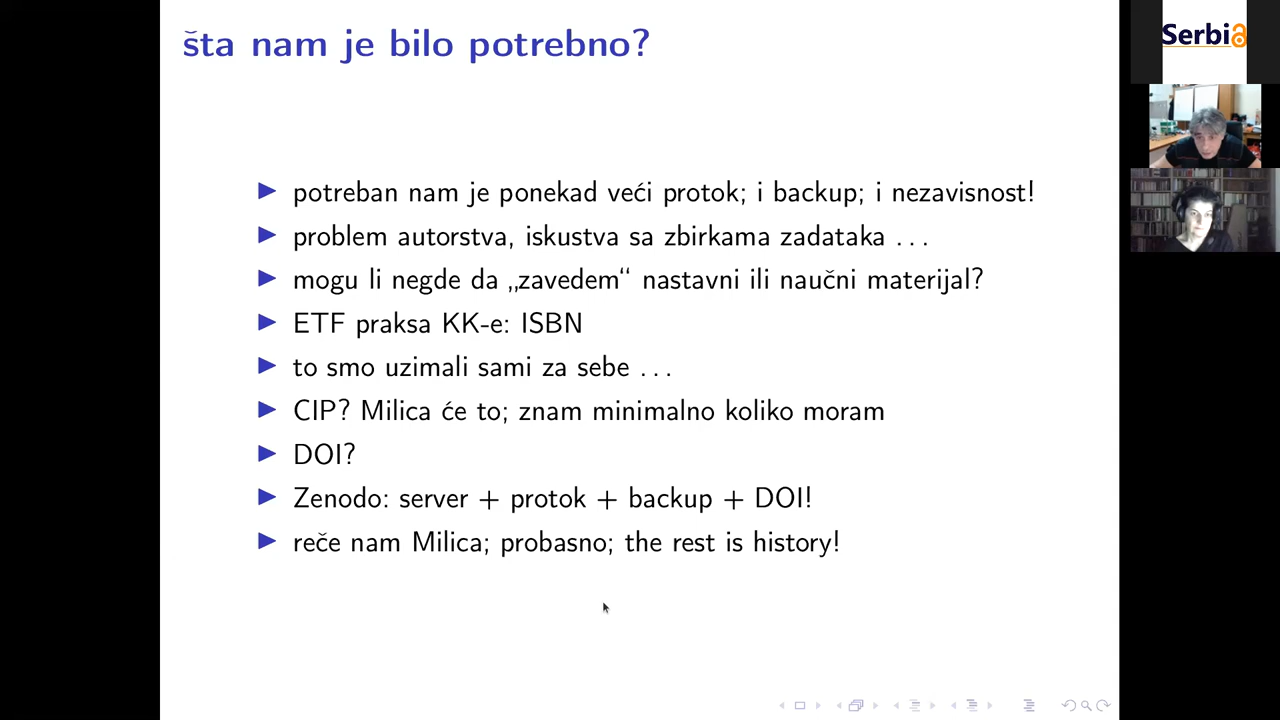 šta nam je bilo potrebno?
potreban nam je ponekad veći protok; i backup; i nezavisnost!
problem autorstva, iskustva sa zbirkama zadataka ...
mogu li negde da „zavedem“ nastavni ili naučni materijal?
ETF praksa KK-e: ISBN
to smo uzimali sami za sebe ...
CIP? Milica će to; znam minimalno koliko moram
DOI?
Zenodo: server + protok + backup + DOI!
reče nam Milica; probasno; the rest is history!
Serbia